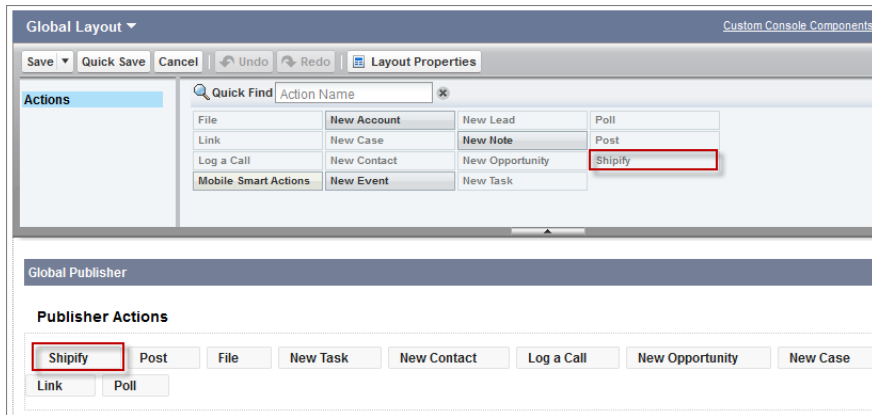 Global Layout Custom Console Components
Save Quick Save Cancel Undo Redo Layout Properties
Actions
Quick Find Action Name
File New Account New Lead Poll
Link New Case New Note Post
Log a Call New Contact New Opportunity Shipify
Mobile Smart Actions New Event New Task
Global Publisher
Publisher Actions
Shipify Post File New Task New Contact Log a Call New Opportunity New Case
Link Poll